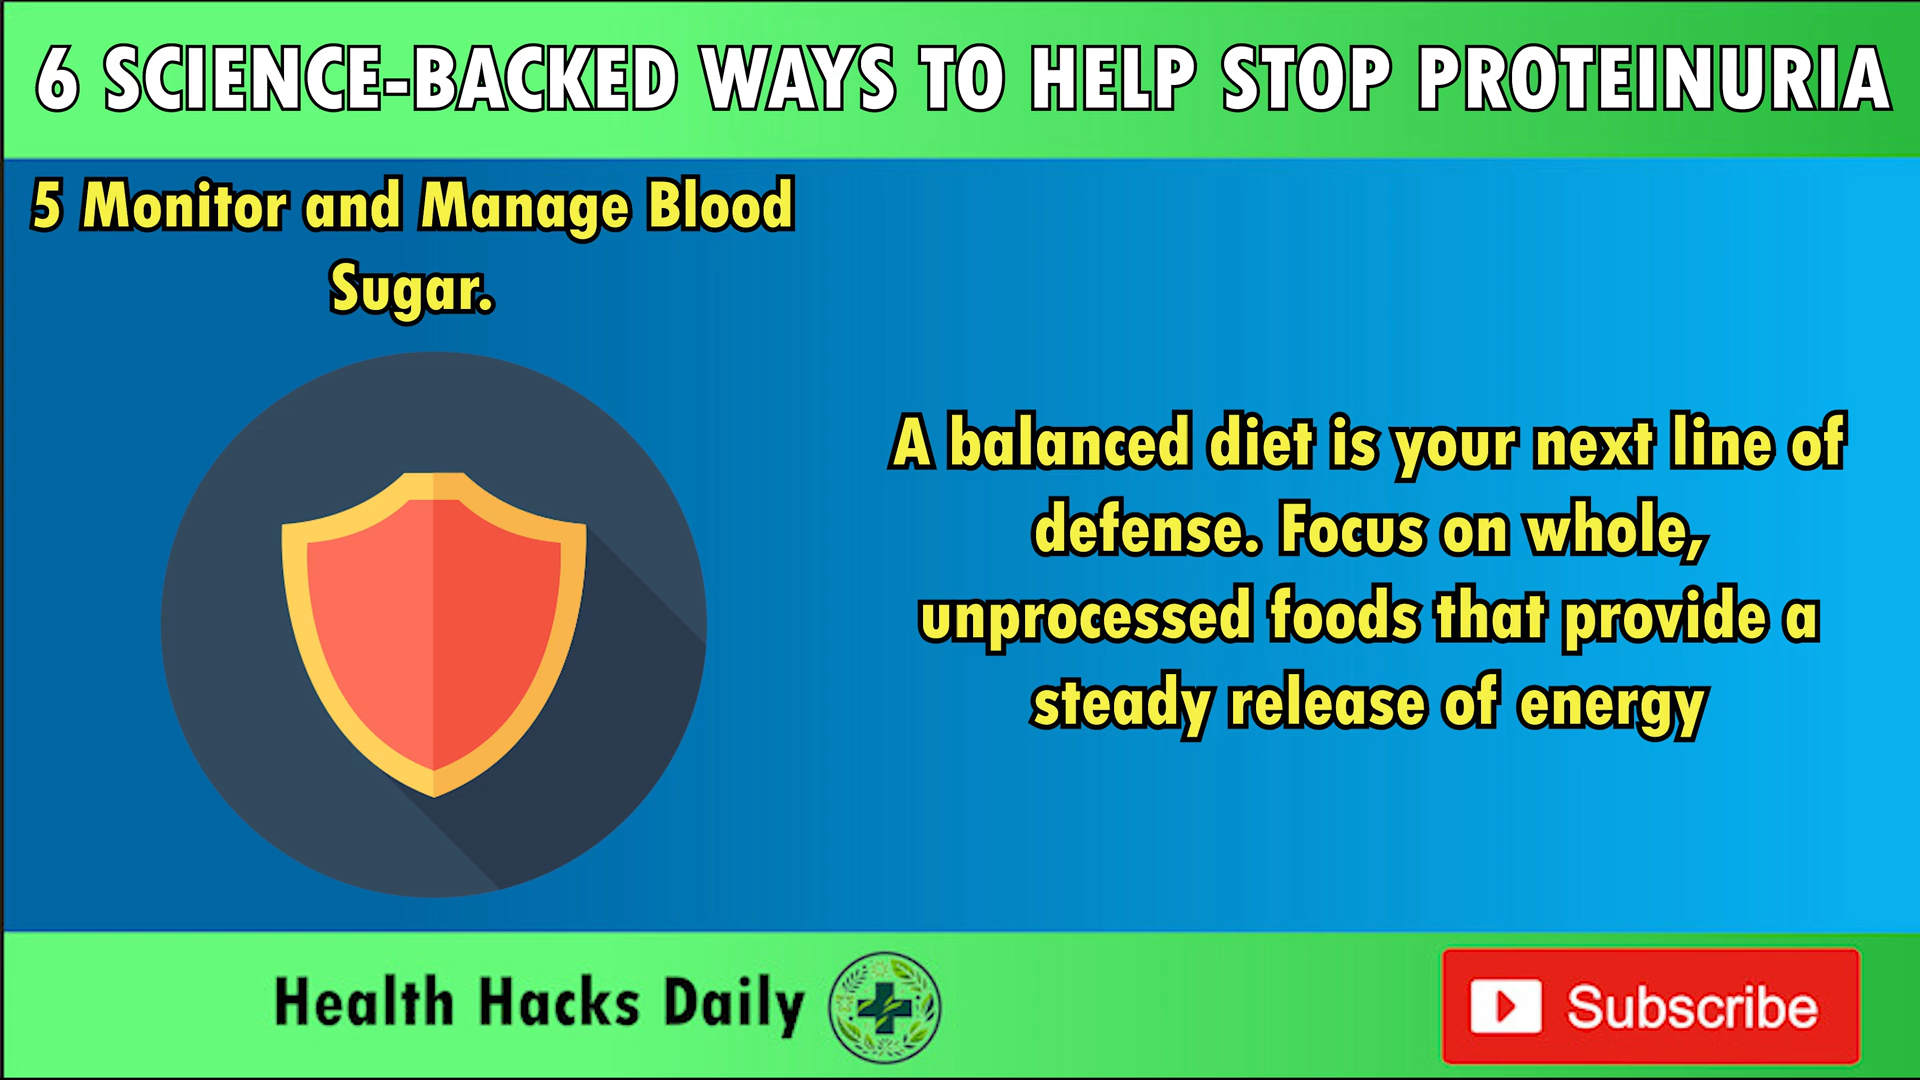 6 SCIENCE-BACKED WAYS TO HELP STOP PROTEINURIA
5 Monitor and Manage Blood
Sugar.
A balanced diet is your next line of
defense. Focus on whole,
unprocessed foods that provide a
steady release of energy
Health Hacks Daily
Subscribe